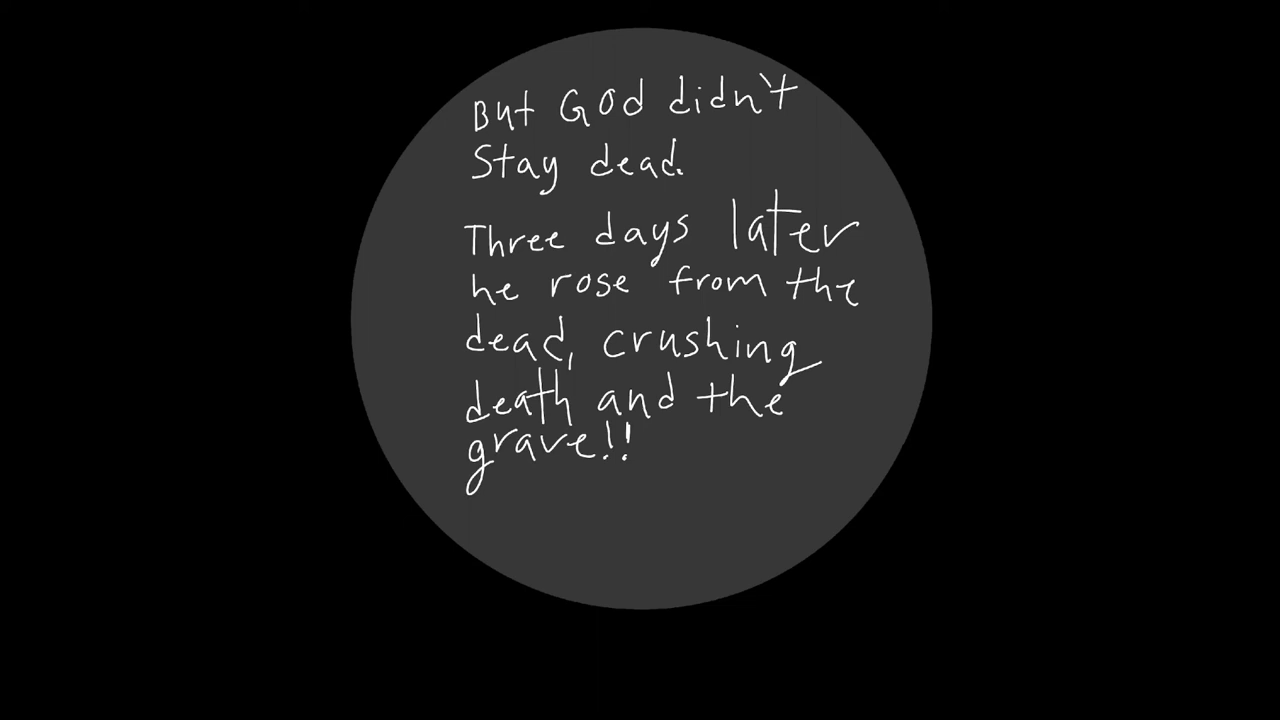 But God didn't
Stay dead.
Three days later
he rose from the
dead, crushing
death and the
grave!!